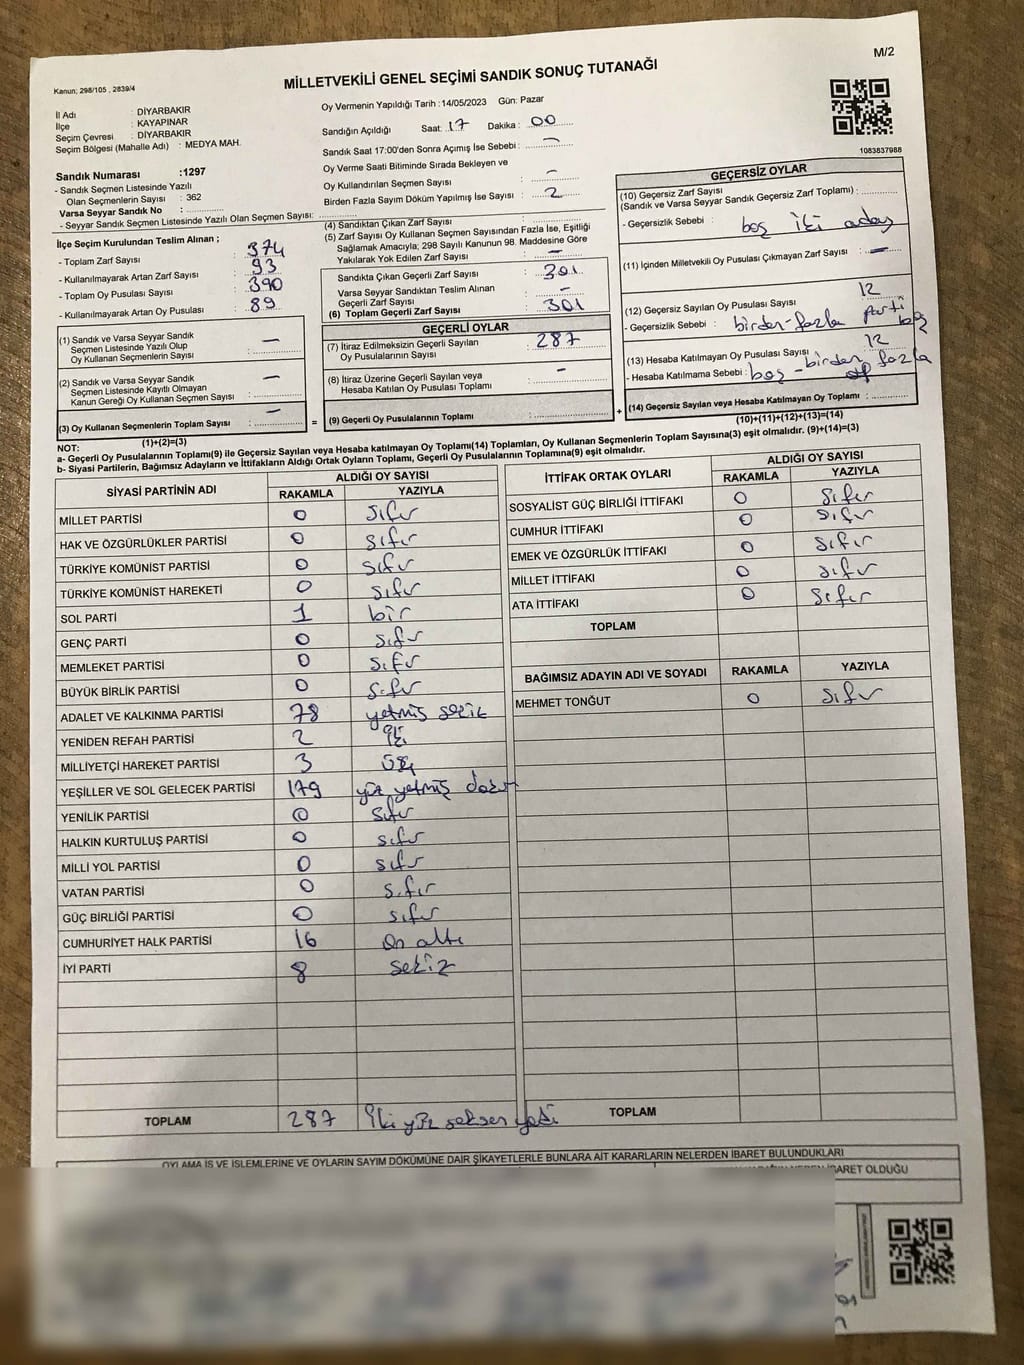 M/2
Kanun; 298/105 , 2839/4
MİLLETVEKİLİ GENEL SEÇİMİ SANDIK SONUÇ TUTANAĞI
İl Adı : DİYARBAKIR
İlçe : KAYAPINAR
Seçim Çevresi : DİYARBAKIR
Seçim Bölgesi (Mahalle Adı) : MEDYA MAH.
Sandık Numarası :1297
- Sandık Seçmen Listesinde Yazılı
Olan Seçmenlerin Sayısı : 362
Varsa Seyyar Sandık No :
- Seyyar Sandık Seçmen Listesinde Yazılı Olan Seçmen Sayısı:
Oy Vermenin Yapıldığı Tarih :14/05/2023 Gün: Pazar
Sandığın Açıldığı Saat: 17 Dakika: 00
Sandık Saat 17:00'den Sonra Açımış İse Sebebi : -
Oy Verme Saati Bitiminde Sırada Bekleyen ve
Oy Kullandırılan Seçmen Sayısı : -
Birden Fazla Sayım Döküm Yapılmış İse Sayısı : 2
1083837988
İlçe Seçim Kurulundan Teslim Alınan ;
- Toplam Zarf Sayısı : 374
- Kullanılmayarak Artan Zarf Sayısı : 93
- Toplam Oy Pusulası Sayısı : 390
- Kullanılmayarak Artan Oy Pusulası : 89
(1) Sandık ve Varsa Seyyar Sandık
Seçmen Listesinde Yazılı Olup
Oy Kullanan Seçmenlerin Sayısı : -
(2) Sandık ve Varsa Seyyar Sandık
Seçmen Listesinde Kayıtlı Olmayan
Kanun Gereği Oy Kullanan Seçmen Sayısı : -
(3) Oy Kullanan Seçmenlerin Toplam Sayısı : -
(1)+(2)=(3)
(4) Sandıktan Çıkan Zarf Sayısı :
(5) Zarf Sayısı Oy Kullanan Seçmen Sayısından Fazla İse, Eşitliği
Sağlamak Amacıyla; 298 Sayılı Kanunun 98. Maddesine Göre
Yakılarak Yok Edilen Zarf Sayısı : -
Sandıkta Çıkan Geçerli Zarf Sayısı : 301
Varsa Seyyar Sandıktan Teslim Alınan
Geçerli Zarf Sayısı : -
(6) Toplam Geçerli Zarf Sayısı : 301
GEÇERLİ OYLAR
(7) İtiraz Edilmeksizin Geçerli Sayılan
Oy Pusulalarının Sayısı : 287
(8) İtiraz Üzerine Geçerli Sayılan veya
Hesaba Katılan Oy Pusulası Toplamı : -
= (9) Geçerli Oy Pusulalarının Toplamı :
GEÇERSİZ OYLAR
(10) Geçersiz Zarf Sayısı
(Sandık ve Varsa Seyyar Sandık Geçersiz Zarf Toplamı) :
- Geçersizlik Sebebi : boş iki aday
(11) İçinden Milletvekili Oy Pusulası Çıkmayan Zarf Sayısı : -
(12) Geçersiz Sayılan Oy Pusulası Sayısı : 12
- Geçersizlik Sebebi : birden-fazla parti boş
(13) Hesaba Katılmayan Oy Pusulası Sayısı : 12
- Hesaba Katılmama Sebebi : boş - birden fazla
+ (14) Geçersiz Sayılan veya Hesaba Katılmayan Oy Toplamı :
(10)+(11)+(12)+(13)=(14)
NOT:
a- Geçerli Oy Pusulalarının Toplamı(9) ile Geçersiz Sayılan veya Hesaba katılmayan Oy Toplamı(14) Toplamları, Oy Kullanan Seçmenlerin Toplam Sayısına(3) eşit olmalıdır. (9)+(14)=(3)
b- Siyasi Partilerin, Bağımsız Adayların ve İttifakların Aldığı Ortak Oyların Toplamı, Geçerli Oy Pusulalarının Toplamına(9) eşit olmalıdır.
SİYASİ PARTİNİN ADI ALDIĞI OY SAYISI
RAKAMLA YAZIYLA
MİLLET PARTİSİ 0 sıfır
HAK VE ÖZGÜRLÜKLER PARTİSİ 0 sıfır
TÜRKİYE KOMÜNİST PARTİSİ 0 sıfır
TÜRKİYE KOMÜNİST HAREKETİ 0 sıfır
SOL PARTİ 1 bir
GENÇ PARTİ 0 sıfır
MEMLEKET PARTİSİ 0 sıfır
BÜYÜK BİRLİK PARTİSİ 0 sıfır
ADALET VE KALKINMA PARTİSİ 78 yetmiş sekiz
YENİDEN REFAH PARTİSİ 2 iki
MİLLİYETÇİ HAREKET PARTİSİ 3 üç
YEŞİLLER VE SOL GELECEK PARTİSİ 179 yüz yetmiş dokuz
YENİLİK PARTİSİ 0 sıfır
HALKIN KURTULUŞ PARTİSİ 0 sıfır
MİLLİ YOL PARTİSİ 0 sıfır
VATAN PARTİSİ 0 sıfır
GÜÇ BİRLİĞİ PARTİSİ 0 sıfır
CUMHURİYET HALK PARTİSİ 16 on altı
İYİ PARTİ 8 sekiz
TOPLAM 287 İki yüz seksen yedi
İTTİFAK ORTAK OYLARI ALDIĞI OY SAYISI
RAKAMLA YAZIYLA
SOSYALİST GÜÇ BİRLİĞİ İTTİFAKI 0 sıfır
CUMHUR İTTİFAKI 0 sıfır
EMEK VE ÖZGÜRLÜK İTTİFAKI 0 sıfır
MİLLET İTTİFAKI 0 sıfır
ATA İTTİFAKI 0 sıfır
TOPLAM
BAĞIMSIZ ADAYIN ADI VE SOYADI RAKAMLA YAZIYLA
MEHMET TONĞUT 0 sıfır
TOPLAM
OYLAMA İŞ VE İŞLEMLERİNE VE OYLARIN SAYIM DÖKÜMÜNE DAİR ŞİKAYETLERLE BUNLARA AİT KARARLARIN NELERDEN İBARET BULUNDUKLARI
İBARET OLDUĞU